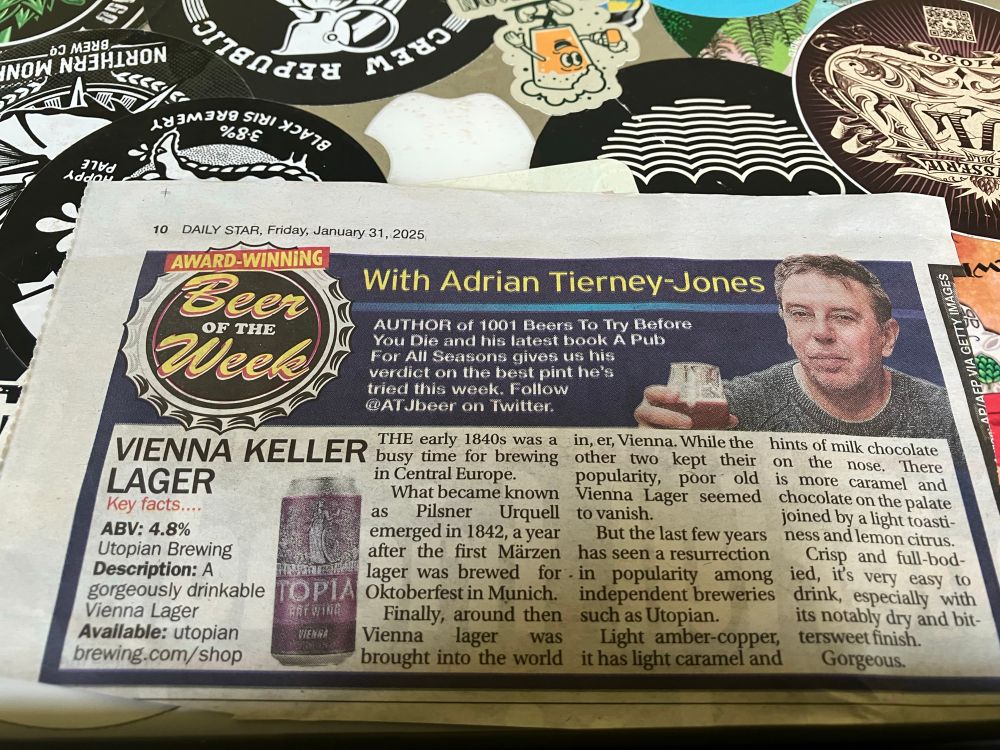 CREW REPUBLIC
NORTHERN MONK
BREW CO
BLACK IRIS BREWERY
3.8%
HOPPY
PALE
10 DAILY STAR, Friday, January 31, 2025
AWARD-WINNING
Beer
OF THE
Week
With Adrian Tierney-Jones
AUTHOR of 1001 Beers To Try Before
You Die and his latest book A Pub
For All Seasons gives us his
verdict on the best pint he's
tried this week. Follow
@ATJbeer on Twitter.
VIENNA KELLER
LAGER
Key facts....
ABV: 4.8%
Utopian Brewing
Description: A
gorgeously drinkable
Vienna Lager
Available: utopian
brewing.com/shop
TOPIA
BREWING
VIENNA
THE early 1840s was a
busy time for brewing
in Central Europe.
What became known
as Pilsner Urquell
emerged in 1842, a year
after the first Märzen
lager was brewed for
Oktoberfest in Munich.
Finally, around then
Vienna lager was
brought into the world
in, er, Vienna. While the
other two kept their
popularity, poor old
Vienna Lager seemed
to vanish.
But the last few years
has seen a resurrection
in popularity among
independent breweries
such as Utopian.
Light amber-copper,
it has light caramel and
hints of milk chocolate
on the nose. There
is more caramel and
chocolate on the palate
joined by a light toasti-
ness and lemon citrus.
Crisp and full-bod-
ied, it's very easy to
drink, especially with
its notably dry and bit-
tersweet finish.
Gorgeous.
AP/AFP VIA GETTY IMAGES